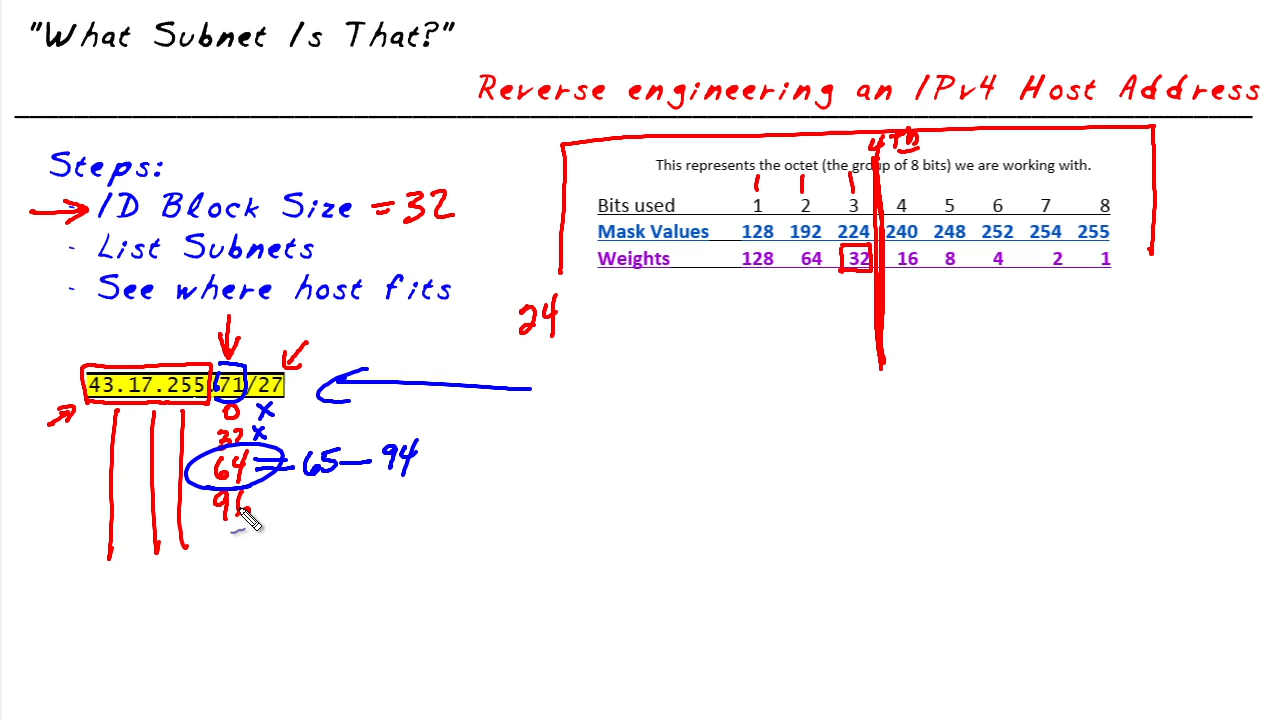 "What Subnet Is That?"
Reverse engineering an IPv4 Host Address
4th
This represents the octet (the group of 8 bits) we are working with.
Steps:
- ID Block Size = 32
- List Subnets
- See where host fits
Bits used 1 2 3 4 5 6 7 8
Mask Values 128 192 224 240 248 252 254 255
Weights 128 64 32 16 8 4 2 1
24
43.17.255.71/27
0 x
32 x
64 = 65-94
96